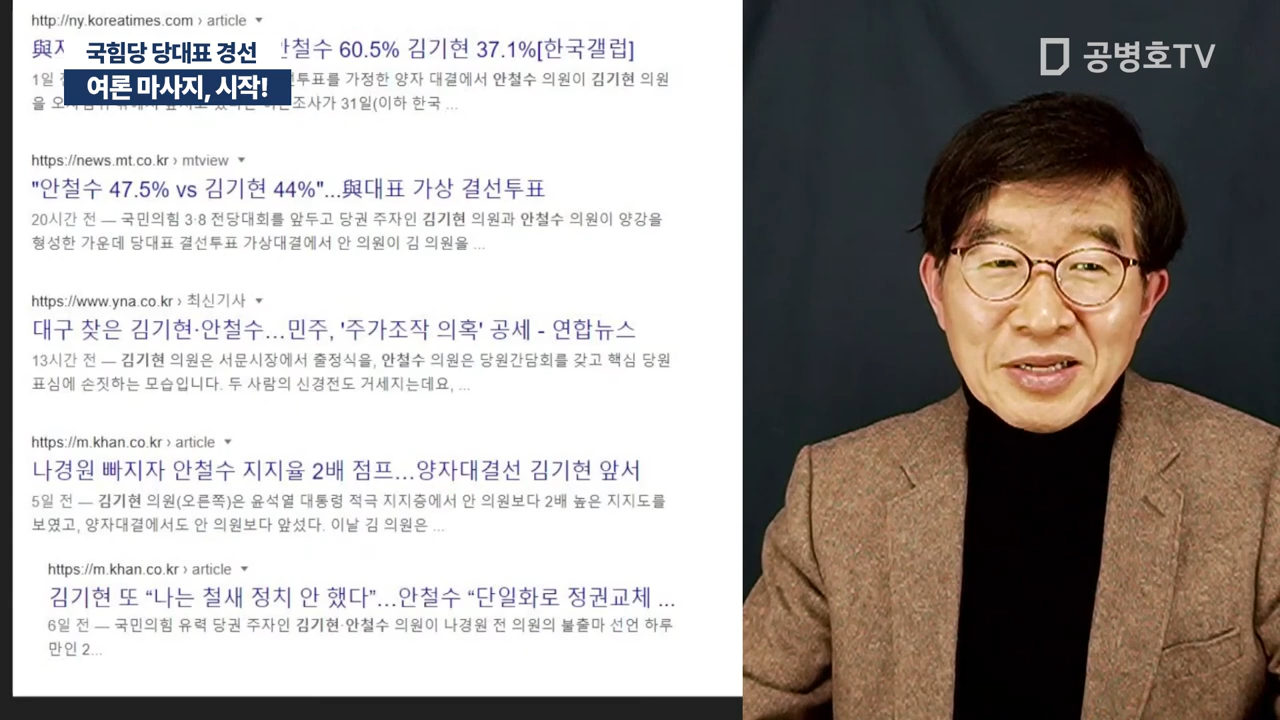 http://ny.koreatimes.com › article
與지
안철수 60.5% 김기현 37.1%[한국갤럽]
국힘당 당대표 경선
여론 마사지, 시작!
1일
투표를 가정한 양자 대결에서 안철수 의원이 김기현 의원
을 오
조사가 31일(이하 한국 ...
https://news.mt.co.kr › mtview
"안철수 47.5% vs 김기현 44%"...與대표 가상 결선투표
20시간 전 — 국민의힘 3·8 전당대회를 앞두고 당권 주자인 김기현 의원과 안철수 의원이 양강을
형성한 가운데 당대표 결선투표 가상대결에서 안 의원이 김 의원을 ...
https://www.yna.co.kr › 최신기사
대구 찾은 김기현·안철수…민주, '주가조작 의혹' 공세 - 연합뉴스
13시간 전 — 김기현 의원은 서문시장에서 출정식을, 안철수 의원은 당원간담회를 갖고 핵심 당원
표심에 손짓하는 모습입니다. 두 사람의 신경전도 거세지는데요, ...
https://m.khan.co.kr › article
나경원 빠지자 안철수 지지율 2배 점프…양자대결선 김기현 앞서
5일 전 — 김기현 의원(오른쪽)은 윤석열 대통령 적극 지지층에서 안 의원보다 2배 높은 지지도를
보였고, 양자대결에서도 안 의원보다 앞섰다. 이날 김 의원은 ...
https://m.khan.co.kr › article
김기현 또 “나는 철새 정치 안 했다”…안철수 “단일화로 정권교체 ...
6일 전 — 국민의힘 유력 당권 주자인 김기현·안철수 의원이 나경원 전 의원의 불출마 선언 하루
만인 2...
공병호TV